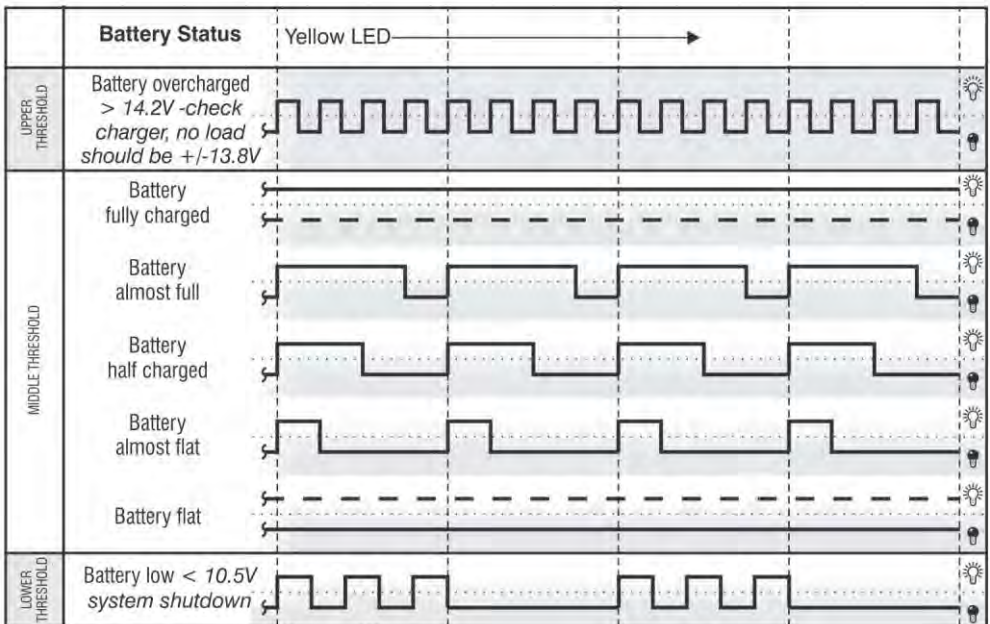 Battery Status
Yellow LED
UPPER
THRESHOLD
Battery overcharged
> 14.2V -check
charger, no load
should be +/-13.8V
MIDDLE THRESHOLD
Battery
fully charged
Battery
almost full
Battery
half charged
Battery
almost flat
Battery flat
LOWER
THRESHOLD
Battery low < 10.5V
system shutdown